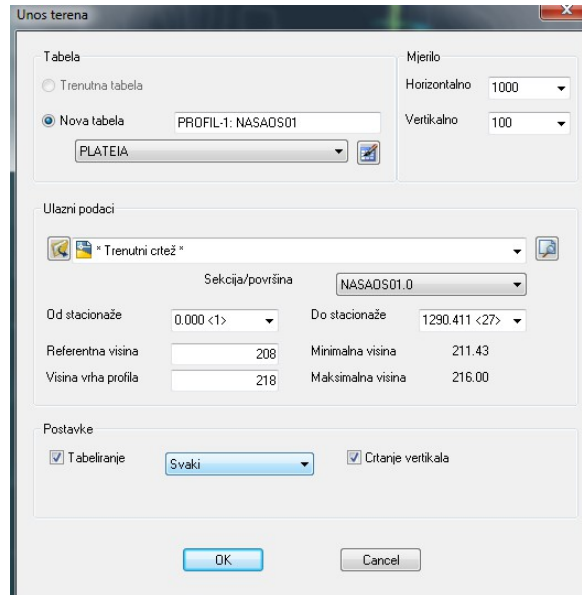 Unos terena
Tabela
Trenutna tabela
Nova tabela PROFIL-1: NASAOS01
PLATEIA
Mjerilo
Horizontalno 1000
Vertikalno 100
Ulazni podaci
* Trenutni crtež *
Sekcija/površina NASAOS01.0
Od stacionaže 0.000 <1> Do stacionaže 1290.411 <27>
Referentna visina 208 Minimalna visina 211.43
Visina vrha profila 218 Maksimalna visina 216.00
Postavke
Tabeliranje Svaki Crtanje vertikala
OK Cancel